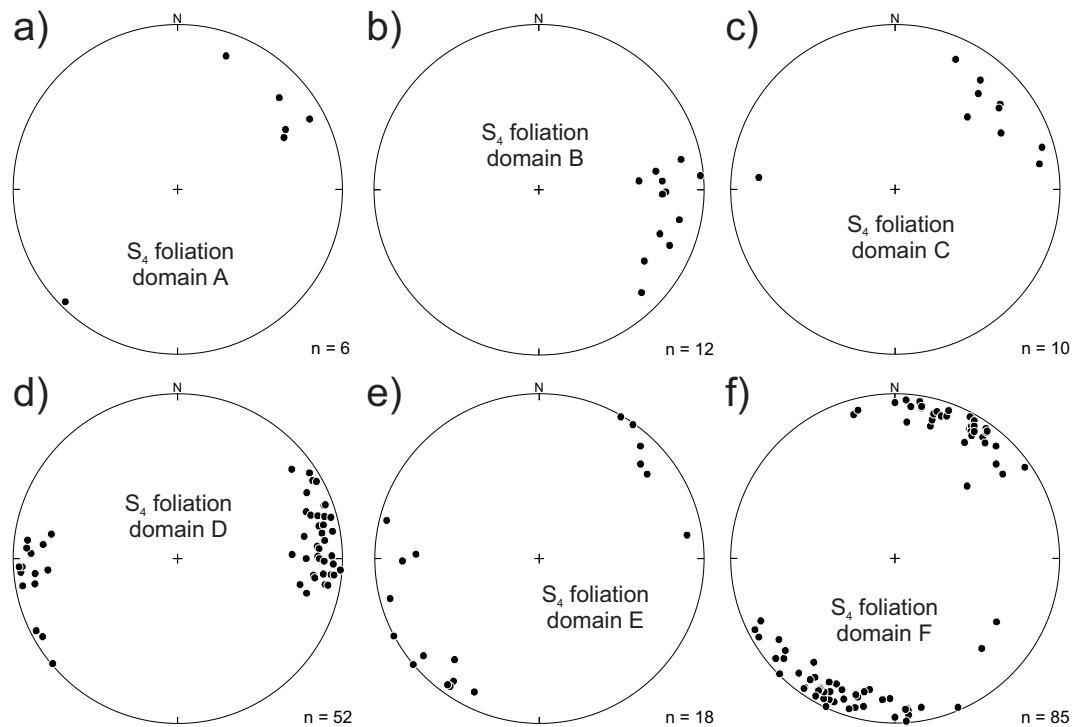 a)
N
S₄ foliation
domain A
n = 6
b)
N
S₄ foliation
domain B
n = 12
c)
N
S₄ foliation
domain C
n = 10
d)
N
S₄ foliation
domain D
n = 52
e)
N
S₄ foliation
domain E
n = 18
f)
N
S₄ foliation
domain F
n = 85